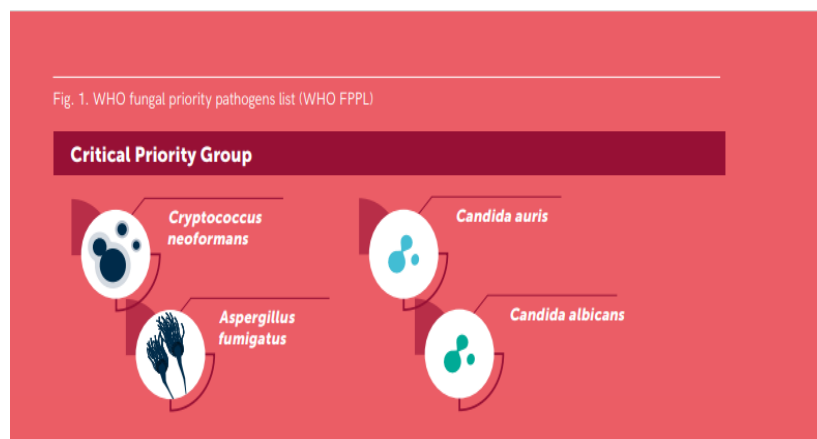 Fig. 1. WHO fungal priority pathogens list (WHO FPPL)
Critical Priority Group
Cryptococcus
neoformans
Candida auris
Aspergillus
fumigatus
Candida albicans